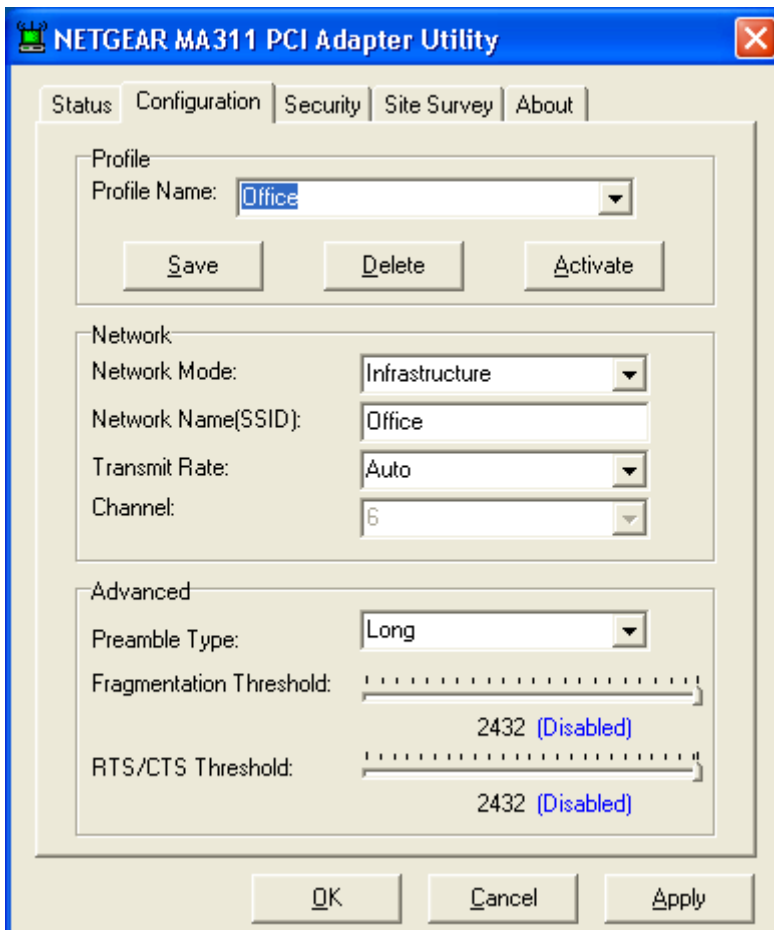 NETGEAR MA311 PCI Adapter Utility
Status Configuration Security Site Survey About
Profile
Profile Name: Office
Save Delete Activate
Network
Network Mode: Infrastructure
Network Name(SSID): Office
Transmit Rate: Auto
Channel: 6
Advanced
Preamble Type: Long
Fragmentation Threshold:
2432 (Disabled)
RTS/CTS Threshold:
2432 (Disabled)
OK Cancel Apply